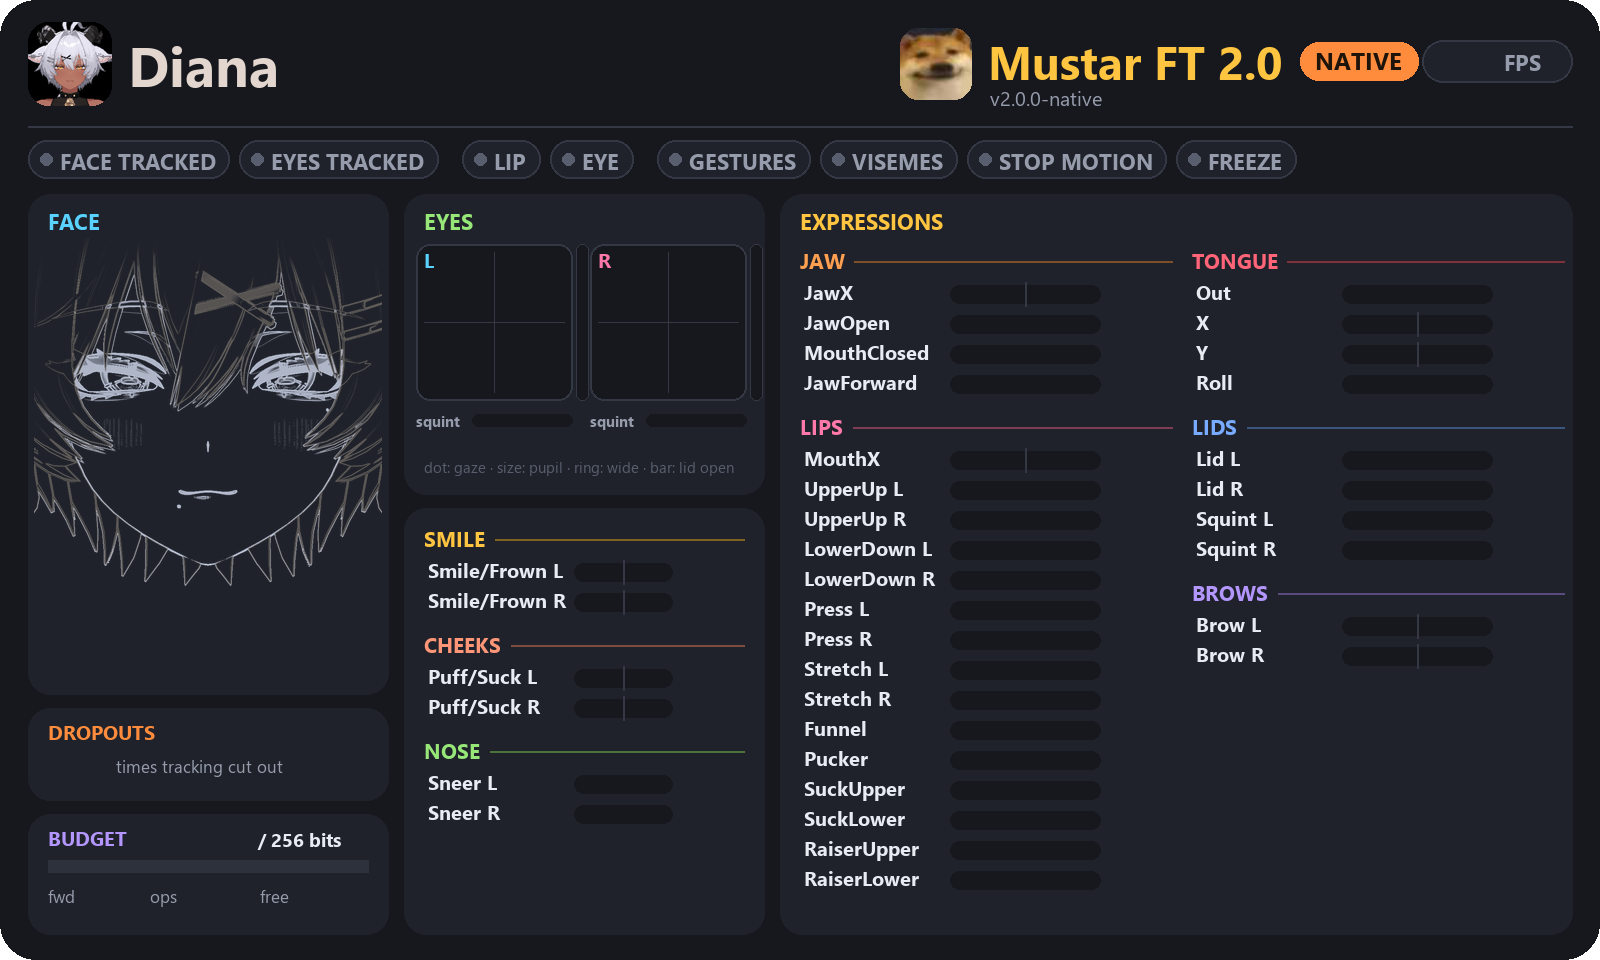 Diana
Mustar FT 2.0
NATIVE
FPS
v2.0.0-native
FACE TRACKED
EYES TRACKED
LIP
EYE
GESTURES
VISEMES
STOP MOTION
FREEZE
FACE
DROPOUTS
times tracking cut out
BUDGET
/ 256 bits
fwd
ops
free
EYES
L
R
squint
squint
dot: gaze · size: pupil · ring: wide · bar: lid open
SMILE
Smile/Frown L
Smile/Frown R
CHEEKS
Puff/Suck L
Puff/Suck R
NOSE
Sneer L
Sneer R
EXPRESSIONS
JAW
JawX
JawOpen
MouthClosed
JawForward
LIPS
MouthX
UpperUp L
UpperUp R
LowerDown L
LowerDown R
Press L
Press R
Stretch L
Stretch R
Funnel
Pucker
SuckUpper
SuckLower
RaiserUpper
RaiserLower
TONGUE
Out
X
Y
Roll
LIDS
Lid L
Lid R
Squint L
Squint R
BROWS
Brow L
Brow R